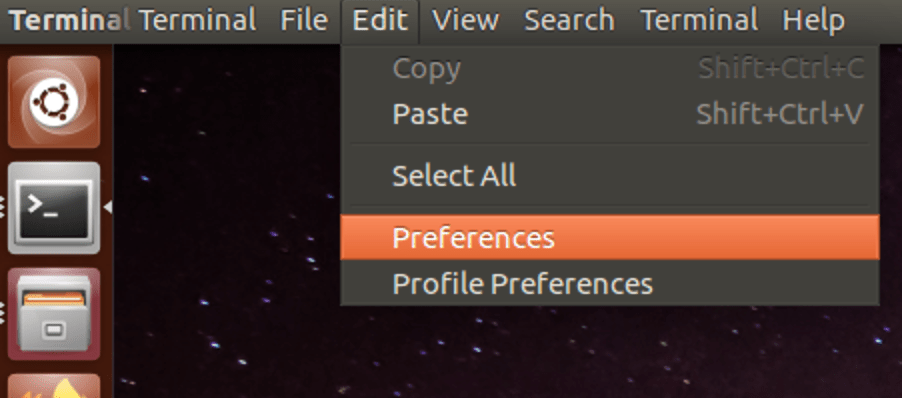 Terminal Terminal File Edit View Search Terminal Help
Copy Shift+Ctrl+C
Paste Shift+Ctrl+V
Select All
Preferences
Profile Preferences